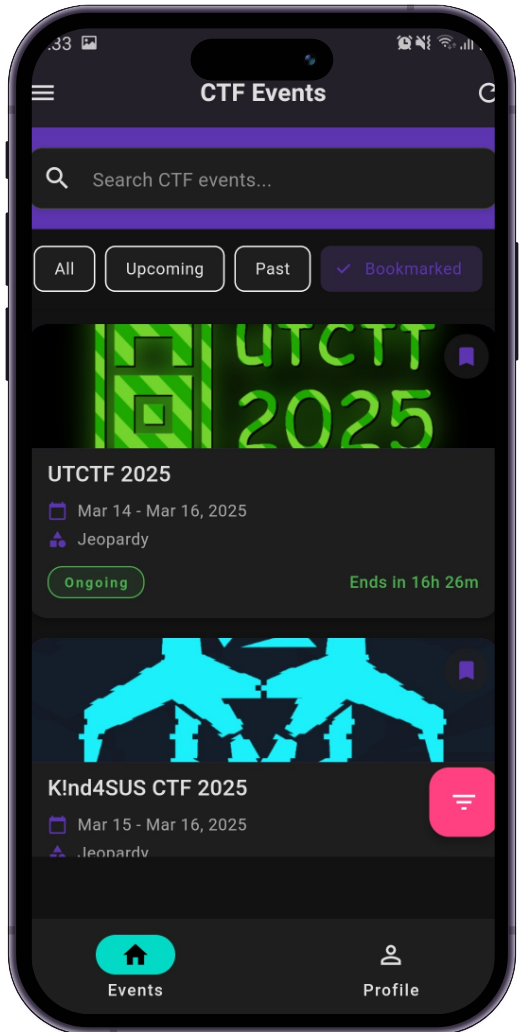 :33
CTF Events
Search CTF events...
All
Upcoming
Past
Bookmarked
UTCTF
2025
UTCTF 2025
Mar 14 - Mar 16, 2025
Jeopardy
Ongoing
Ends in 16h 26m
K!nd4SUS CTF 2025
Mar 15 - Mar 16, 2025
Jeopardy
Events
Profile